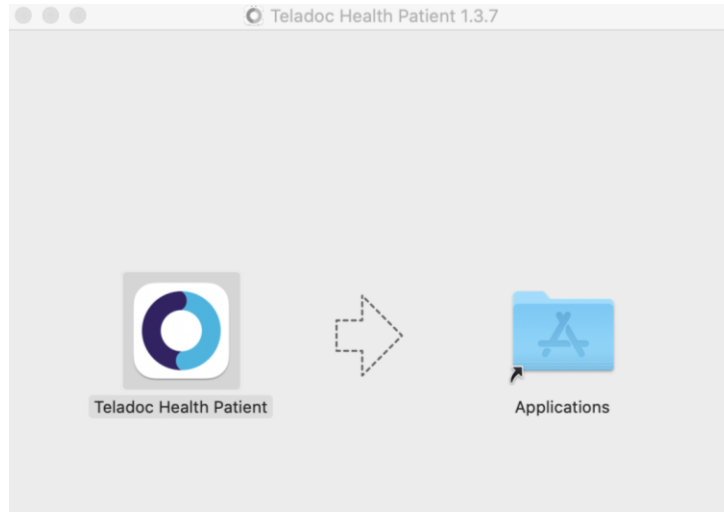 Teladoc Health Patient 1.3.7
Teladoc Health Patient
Applications